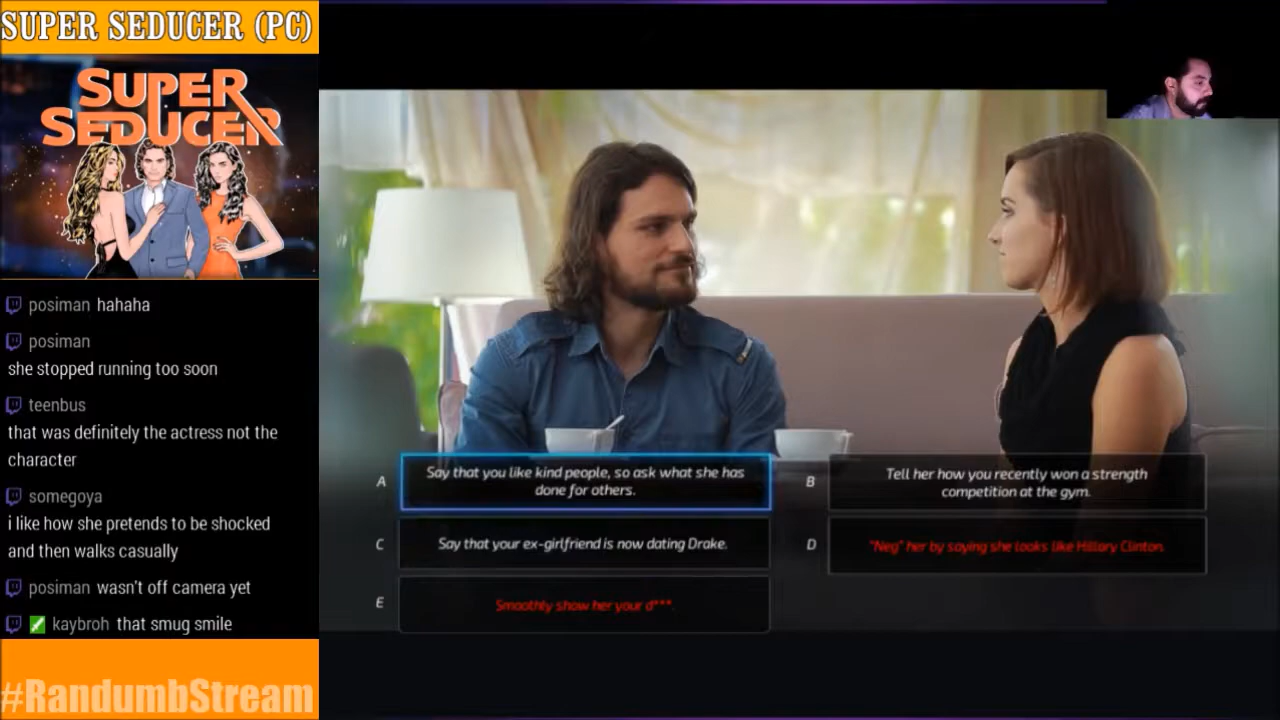 SUPER SEDUCER (PC)
SUPER
SEDUCER
posiman hahaha
posiman
she stopped running too soon
teenbus
that was definitely the actress not the
character
somegoya
i like how she pretends to be shocked
and then walks casually
posiman wasn't off camera yet
kaybroh that smug smile
#RandumbStream
A
Say that you like kind people, so ask what she has
done for others.
B
Tell her how you recently won a strength
competition at the gym.
C
Say that your ex-girlfriend is now dating Drake.
D
"Neg" her by saying she looks like Hillary Clinton.
E
Smoothly show her your d***.